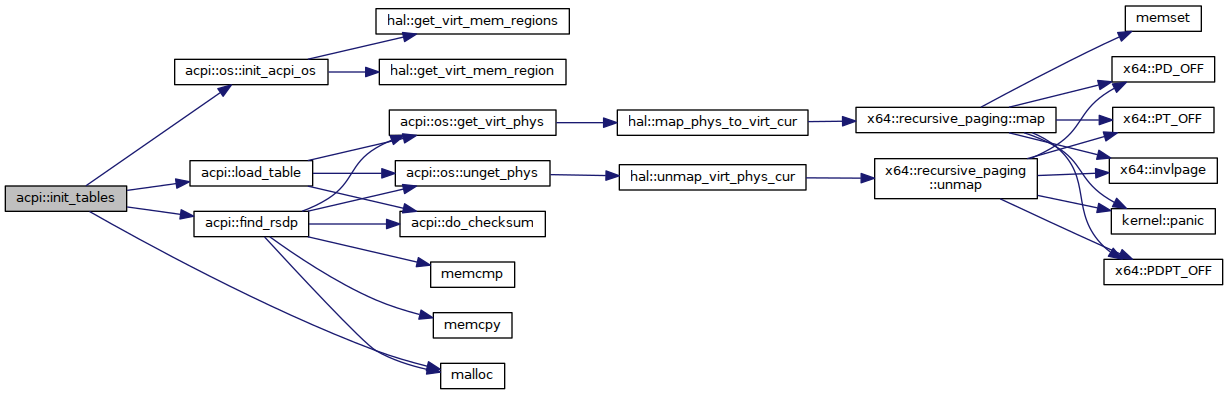 acpi::init_tables
acpi::os::init_acpi_os
acpi::load_table
acpi::find_rsdp
hal::get_virt_mem_regions
hal::get_virt_mem_region
acpi::os::get_virt_phys
acpi::os::unget_phys
acpi::do_checksum
memcmp
memcpy
malloc
hal::map_phys_to_virt_cur
hal::unmap_virt_phys_cur
x64::recursive_paging::map
x64::recursive_paging
::unmap
memset
x64::PD_OFF
x64::PT_OFF
x64::invlpage
kernel::panic
x64::PDPT_OFF